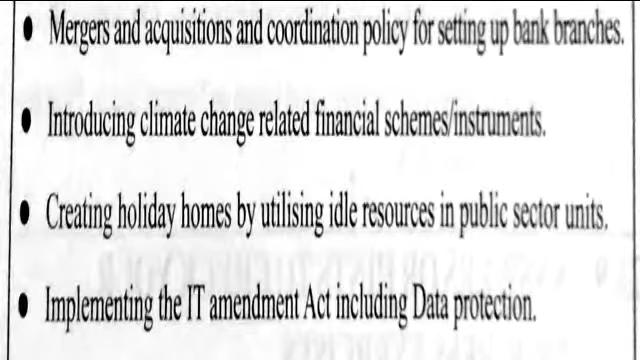 • Mergers and acquisitions and coordination policy for setting up bank branches.
• Introducing climate change related financial schemes/instruments.
• Creating holiday homes by utilising idle resources in public sector units.
• Implementing the IT amendment Act including Data protection.